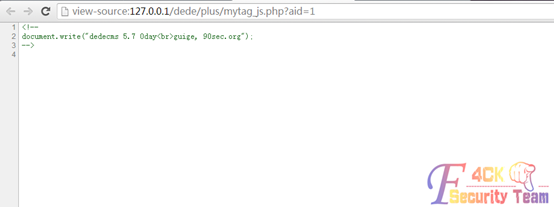 view-source:127.0.0.1/dede/plus/mytag_js.php?aid=1
1 <!--
2 document.write("dedecms 5.7 0day<br>guige, 90sec.org");
3 -->
4
F4CK
Security Team